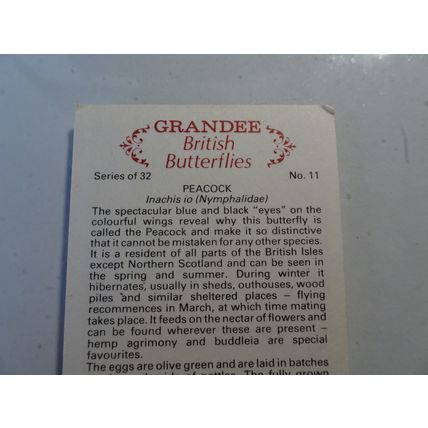 GRANDEE
British
Butterflies
Series of 32 No. 11
PEACOCK
Inachis io (Nymphalidae)
The spectacular blue and black "eyes" on the
colourful wings reveal why this butterfly is
called the Peacock and make it so distinctive
that it cannot be mistaken for any other species.
It is a resident of all parts of the British Isles
except Northern Scotland and can be seen in
the spring and summer. During winter it
hibernates, usually in sheds, outhouses, wood
piles and similar sheltered places – flying
recommences in March, at which time mating
takes place. It feeds on the nectar of flowers and
can be found wherever these are present –
hemp agrimony and buddleia are special
favourites.
The eggs are olive green and are laid in batches
of nettles. The fully grown